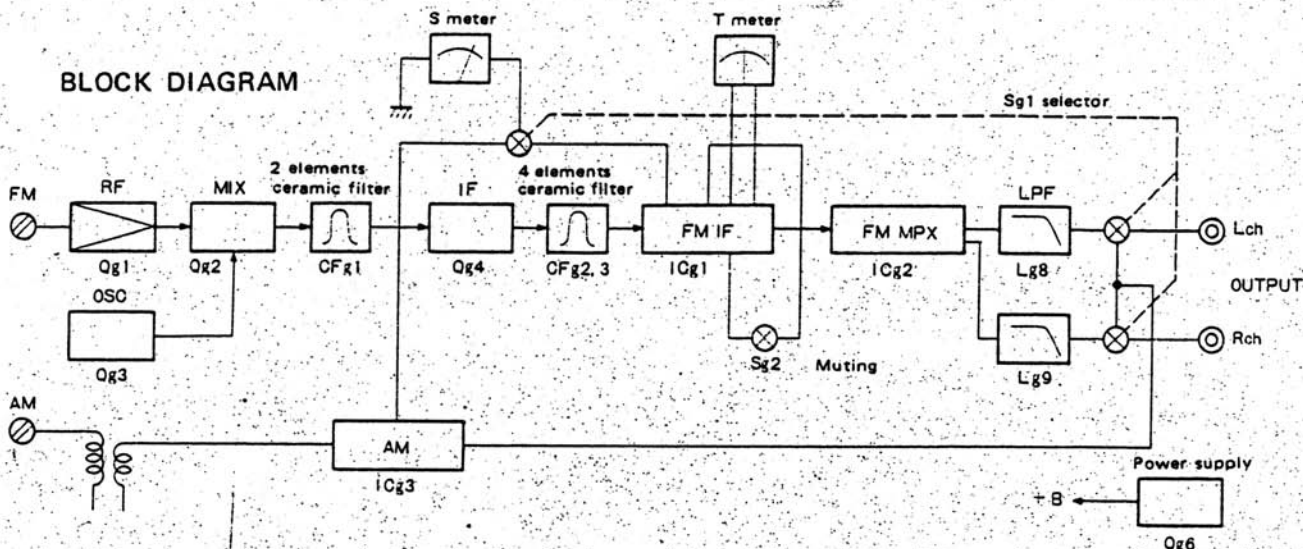 S meter
T meter
BLOCK DIAGRAM
Sg1 selector
2 elements
ceramic filter
4 elements
ceramic filter
FM
RF
MIX
IF
LPF
FM IF
FM MPX
Lch
Qg1
Qg2
CFg1
Qg4
CFg2, 3
ICg1
ICg2
Lg8
OSC
OUTPUT
Qg3
Sg2
Muting
Lg9
Rch
AM
AM
ICg3
Power supply
+B
Qg6